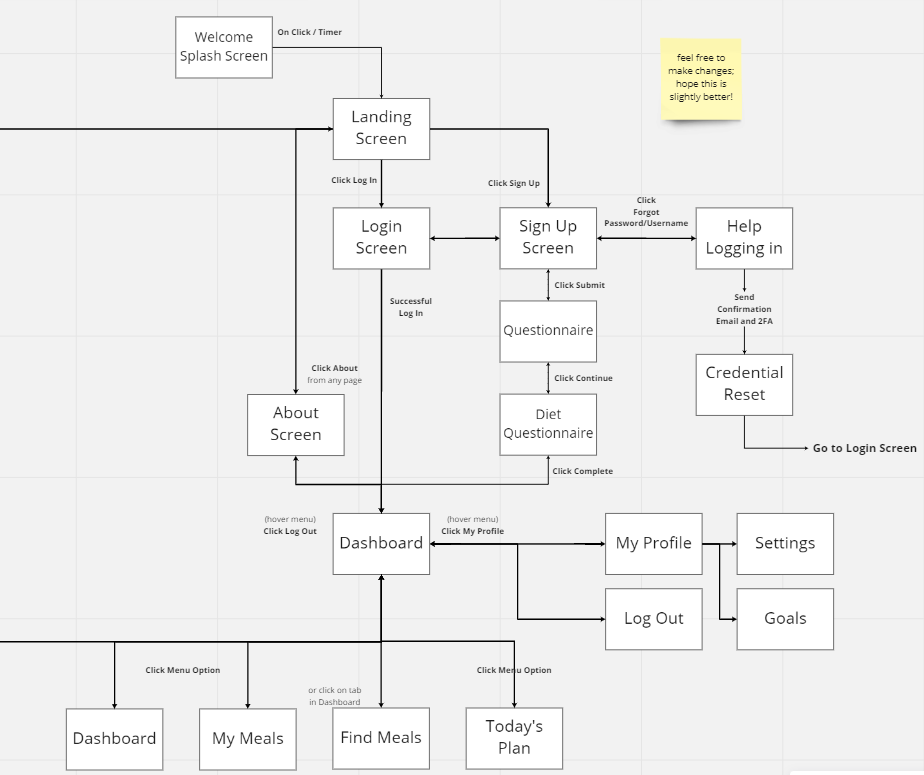 Welcome
Splash Screen
On Click / Timer
feel free to
make changes;
hope this is
slightly better!
Landing
Screen
Click Log In
Click Sign Up
Click
Forgot
Password/Username
Login
Screen
Sign Up
Screen
Help
Logging in
Click Submit
Successful
Log In
Send
Confirmation
Email and 2FA
Questionnaire
Click About
from any page
Click Continue
Credential
Reset
About
Screen
Diet
Questionnaire
Go to Login Screen
Click Complete
(hover menu)
Click Log Out
(hover menu)
Click My Profile
Dashboard
My Profile
Settings
Log Out
Goals
Click Menu Option
Click Menu Option
or click on tab
in Dashboard
Dashboard
My Meals
Find Meals
Today's
Plan